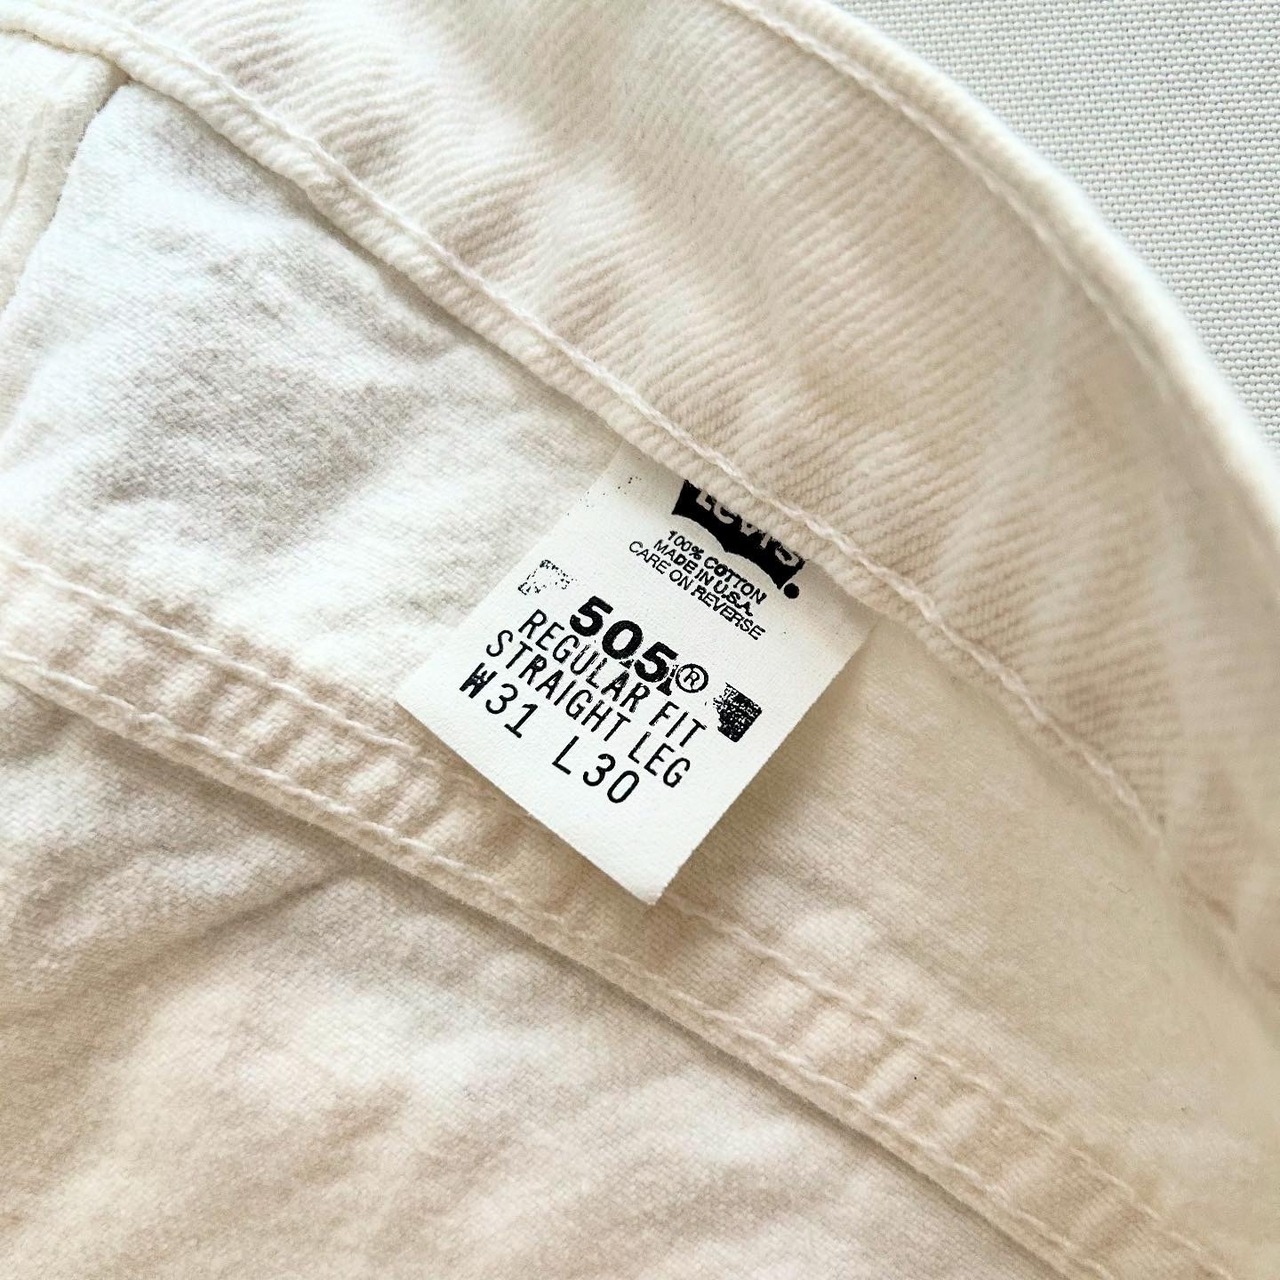 Levi's
100% COTTON
MADE IN U.S.A.
CARE ON REVERSE
505®
REGULAR FIT
STRAIGHT LEG
W31 L30